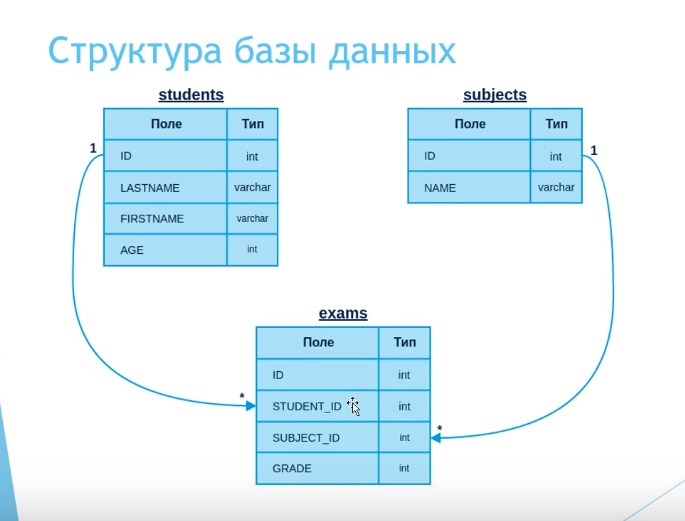 Структура базы данных
students
Поле Тип
1
ID int
LASTNAME varchar
FIRSTNAME varchar
AGE int
subjects
Поле Тип
1
ID int
NAME varchar
exams
Поле Тип
ID int
*
STUDENT_ID int
*
SUBJECT_ID int
GRADE int